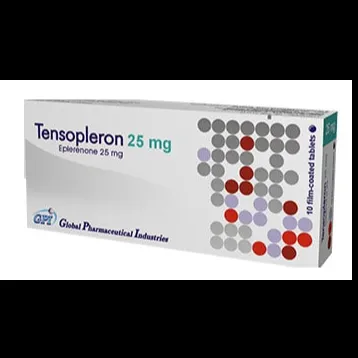 Tensopleron 25 mg
Eplerenone 25 mg
10 film-coated tablets
GPI
Global Pharmaceutical Industries